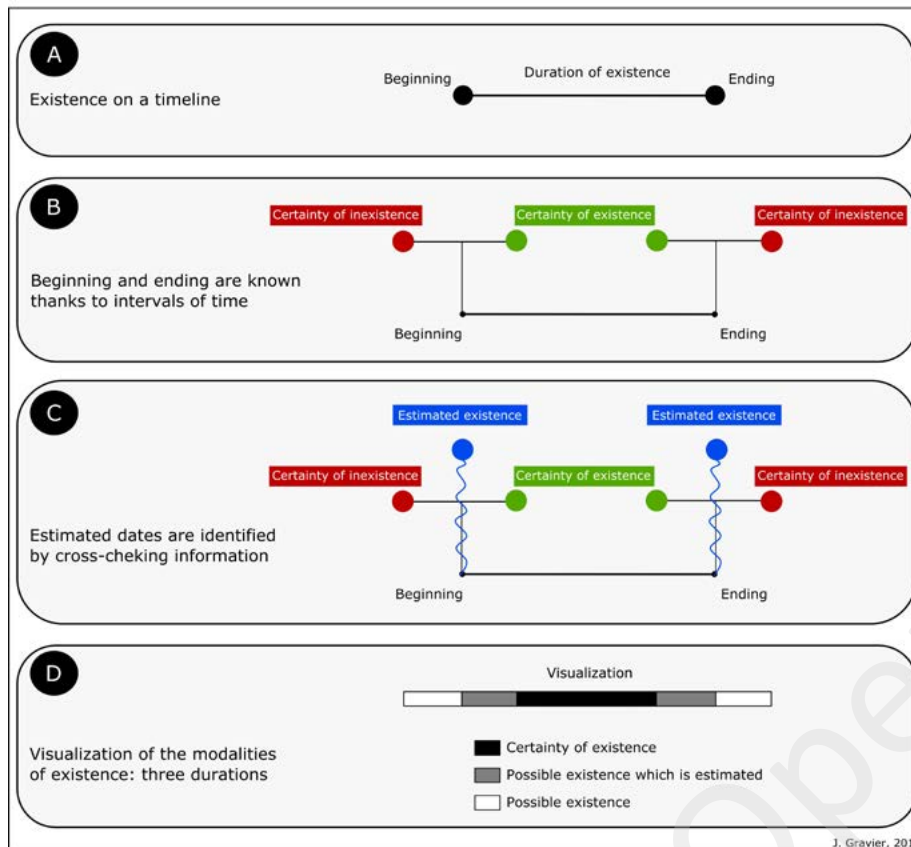 A
Existence on a timeline
Beginning
Duration of existence
Ending
B
Beginning and ending are known
thanks to intervals of time
Certainty of inexistence
Certainty of existence
Certainty of inexistence
Beginning
Ending
C
Estimated dates are identified
by cross-cheking information
Estimated existence
Estimated existence
Certainty of inexistence
Certainty of existence
Certainty of inexistence
Beginning
Ending
D
Visualization of the modalities
of existence: three durations
Visualization
Certainty of existence
Possible existence which is estimated
Possible existence
Ope
J. Gravier, 201